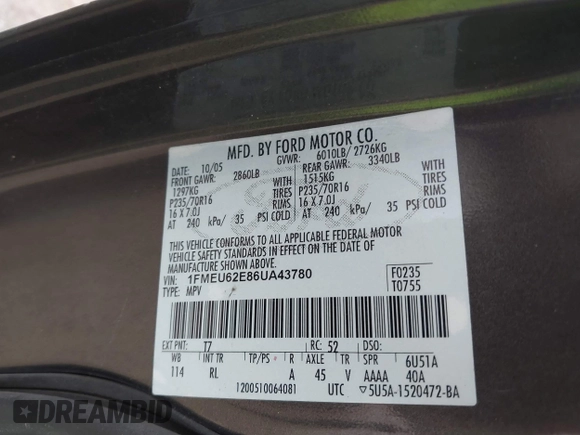 MFD. BY FORD MOTOR CO.
DATE: 10/05 GVWR: 6010LB/ 2726KG
FRONT GAWR: 2860LB REAR GAWR: 3340LB
1297KG WITH 1515KG WITH
P235/70R16 TIRES P235/70R16 TIRES
16 X 7.0J RIMS 16 X 7.0J RIMS
AT 240 kPa/ 35 PSI COLD AT 240 kPa/ 35 PSI COLD
THIS VEHICLE CONFORMS TO ALL APPLICABLE FEDERAL MOTOR
VEHICLE SAFETY STANDARDS IN EFFECT ON THE DATE OF
MANUFACTURE SHOWN ABOVE.
VIN: 1FMEU62E86UA43780 F0235
TYPE: MPV T0755
EXT PNT: T7 RC: 52 DSO:
WB INT TR TP/PS R AXLE TR SPR 6U51A
114 RL A 45 V AAAA 40A
1200510064081 UTC ▽5U5A-1520472-BA
DREAMBID